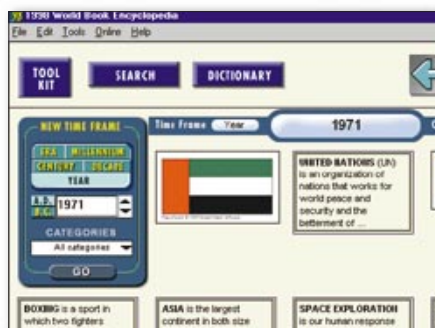 1998 World Book Encyclopedia
File Edit Tools Online Help
TOOL KIT
SEARCH
DICTIONARY
NEW TIME FRAME
ERA MILLENNIUM
CENTURY DECADE
YEAR
A.D.
B.C.
1971
CATEGORIES
All categories
GO
Time Frame Year 1971
UNITED NATIONS (UN)
is an organization of
nations that works for
world peace and
security and the
betterment of ...
BOXING is a sport in
which two fighters
ASIA is the largest
continent in both size
SPACE EXPLORATION
is our human response